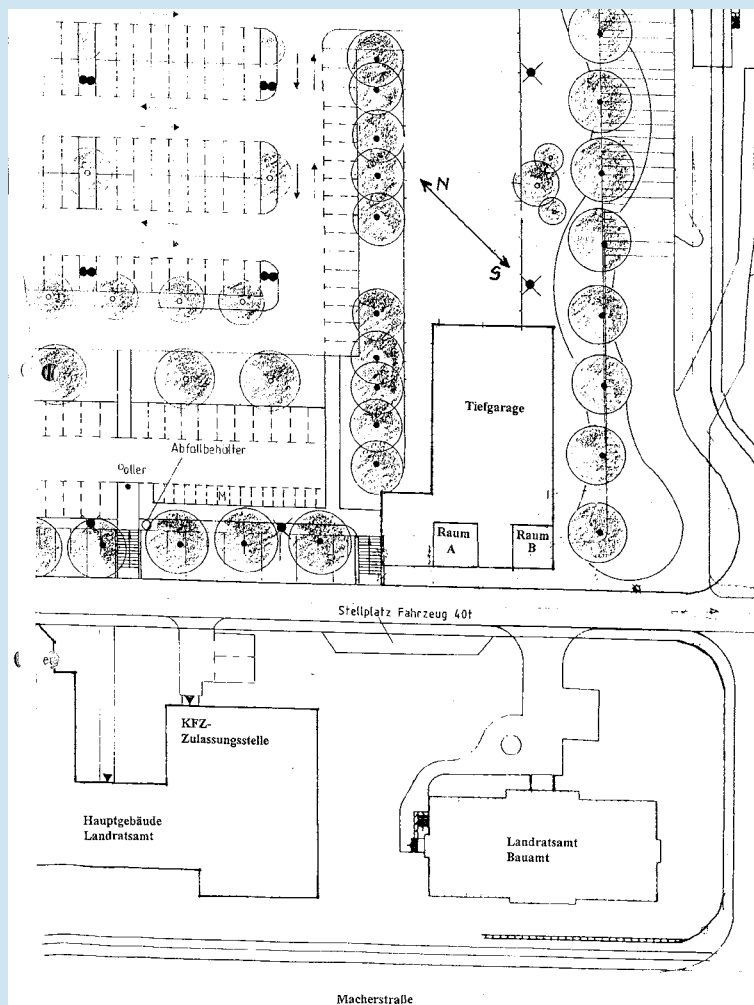 N
S
Tiefgarage
Abfallbehälter
Poller
M
Raum
A
Raum
B
Stellplatz Fahrzeug 40t
KFZ-
Zulassungsstelle
Hauptgebäude
Landratsamt
Landratsamt
Bauamt
Macherstraße